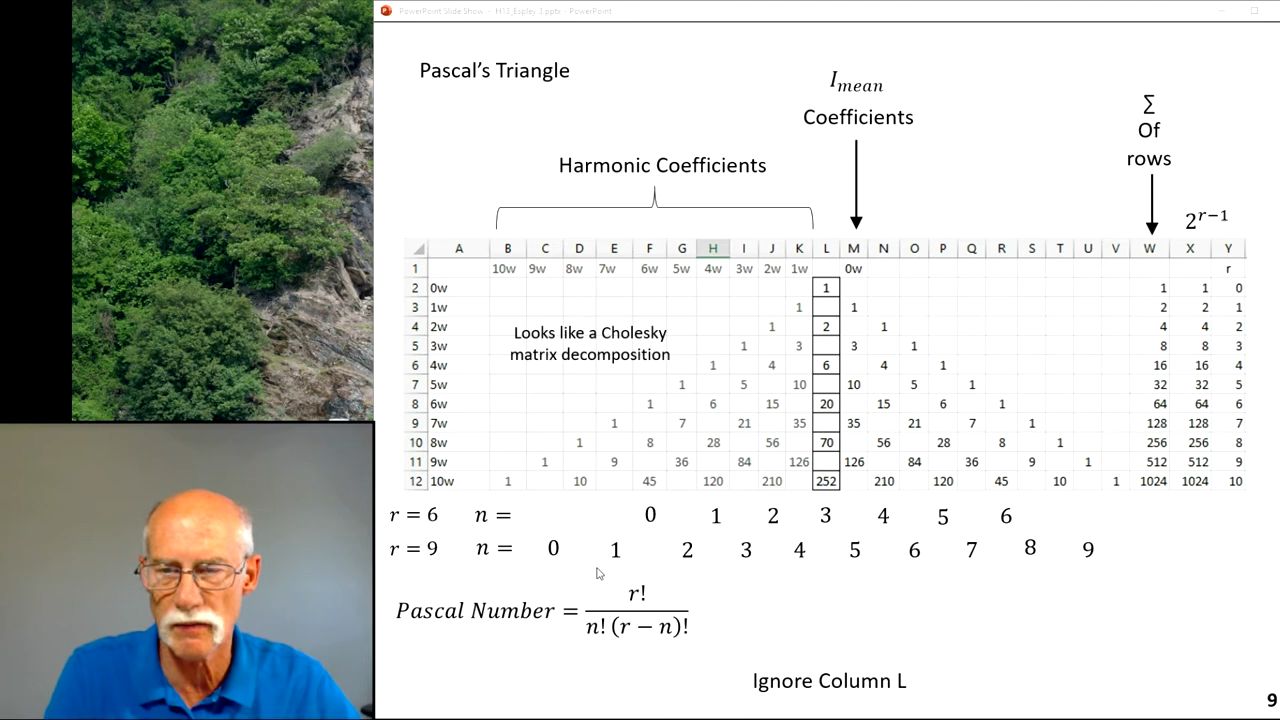 PowerPoint Slide Show - H13_Espley 3.pptx - PowerPoint
Pascal's Triangle
I_mean
Coefficients
Harmonic Coefficients
∑
Of
rows
2^{r−1}
A B C D E F G H I J K L M N O P Q R S T U V W X Y
1 10w 9w 8w 7w 6w 5w 4w 3w 2w 1w 0w r
2 0w 1 1 1 0
3 1w 1 1 2 2 1
4 2w 1 2 1 4 4 2
5 3w 1 3 3 1 8 8 3
6 4w 1 4 6 4 1 16 16 4
7 5w 1 5 10 10 5 1 32 32 5
8 6w 1 6 15 20 15 6 1 64 64 6
9 7w 1 7 21 35 35 21 7 1 128 128 7
10 8w 1 8 28 56 70 56 28 8 1 256 256 8
11 9w 1 9 36 84 126 126 84 36 9 1 512 512 9
12 10w 1 10 45 120 210 252 210 120 45 10 1 1024 1024 10
Looks like a Cholesky
matrix decomposition
r = 6 n = 0 1 2 3 4 5 6
r = 9 n = 0 1 2 3 4 5 6 7 8 9
Pascal Number = r! / n! (r − n)!
Ignore Column L
9